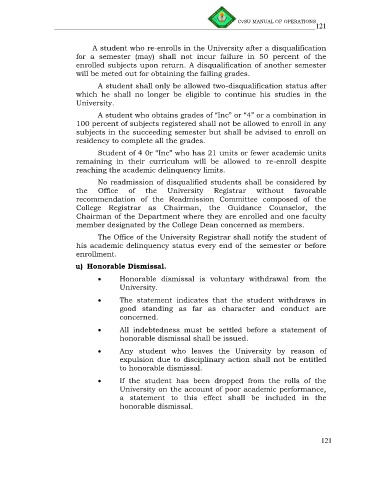 CvSU MANUAL OF OPERATIONS
121
A student who re-enrolls in the University after a disqualification
for a semester (may) shall not incur failure in 50 percent of the
enrolled subjects upon return. A disqualification of another semester
will be meted out for obtaining the failing grades.
A student shall only be allowed two-disqualification status after
which he shall no longer be eligible to continue his studies in the
University.
A student who obtains grades of "Inc" or "4" or a combination in
100 percent of subjects registered shall not be allowed to enroll in any
subjects in the succeeding semester but shall be advised to enroll on
residency to complete all the grades.
Student of 4 0r "Inc" who has 21 units or fewer academic units
remaining in their curriculum will be allowed to re-enroll despite
reaching the academic delinquency limits.
No readmission of disqualified students shall be considered by
the Office of the University Registrar without favorable
recommendation of the Readmission Committee composed of the
College Registrar as Chairman, the Guidance Counselor, the
Chairman of the Department where they are enrolled and one faculty
member designated by the College Dean concerned as members.
The Office of the University Registrar shall notify the student of
his academic delinquency status every end of the semester or before
enrollment.
u) Honorable Dismissal.
• Honorable dismissal is voluntary withdrawal from the
University.
• The statement indicates that the student withdraws in
good standing as far as character and conduct are
concerned.
• All indebtedness must be settled before a statement of
honorable dismissal shall be issued.
• Any student who leaves the University by reason of
expulsion due to disciplinary action shall not be entitled
to honorable dismissal.
• If the student has been dropped from the rolls of the
University on the account of poor academic performance,
a statement to this effect shall be included in the
honorable dismissal.
121